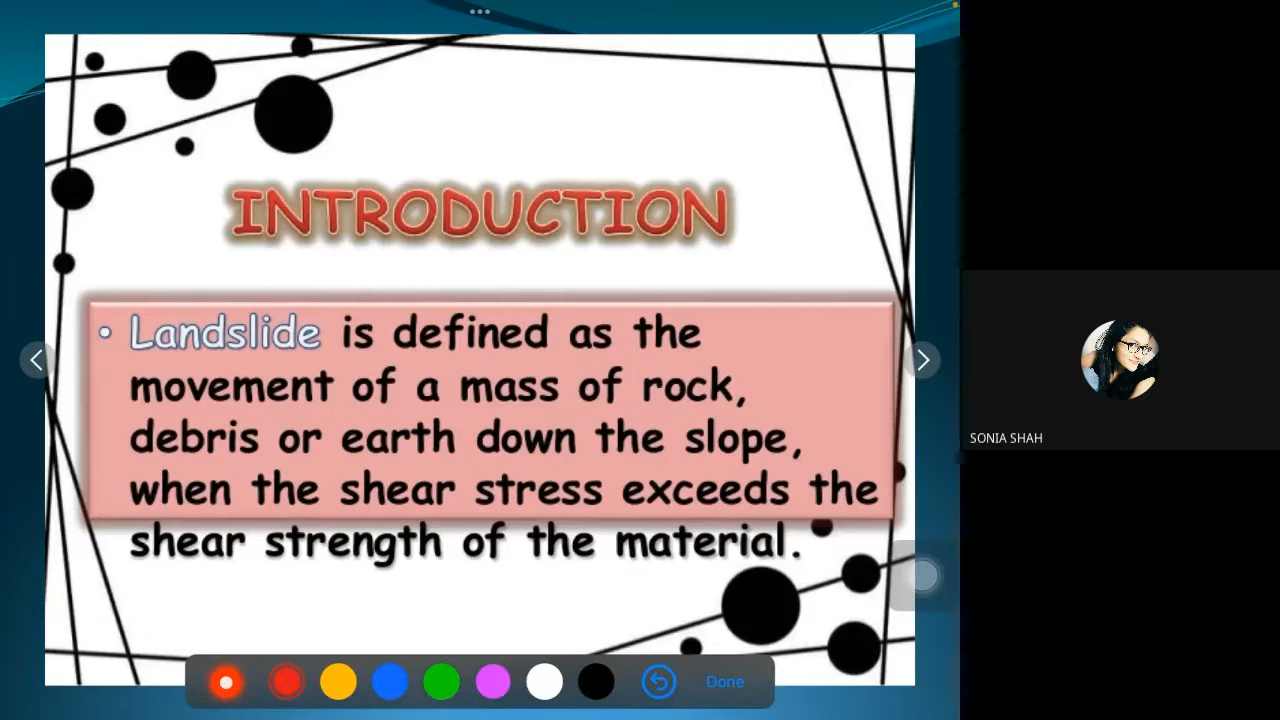 INTRODUCTION
• Landslide is defined as the
movement of a mass of rock,
debris or earth down the slope,
when the shear stress exceeds the
shear strength of the material.
Done
SONIA SHAH